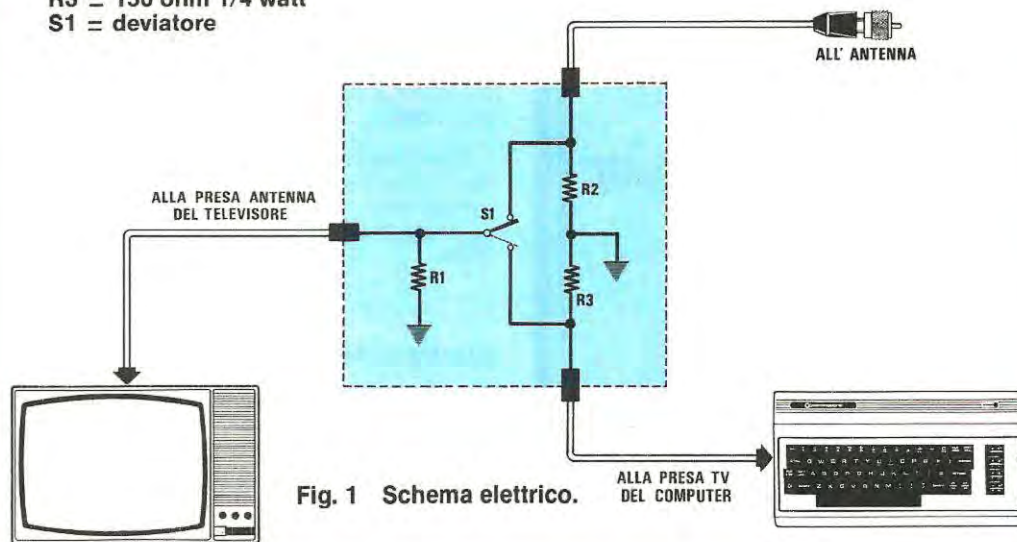 R3 = 150 ohm 1/4 watt
S1 = deviatore
ALL' ANTENNA
ALLA PRESA ANTENNA
DEL TELEVISORE
S1
R2
R1
R3
ALLA PRESA TV
DEL COMPUTER
Fig. 1 Schema elettrico.